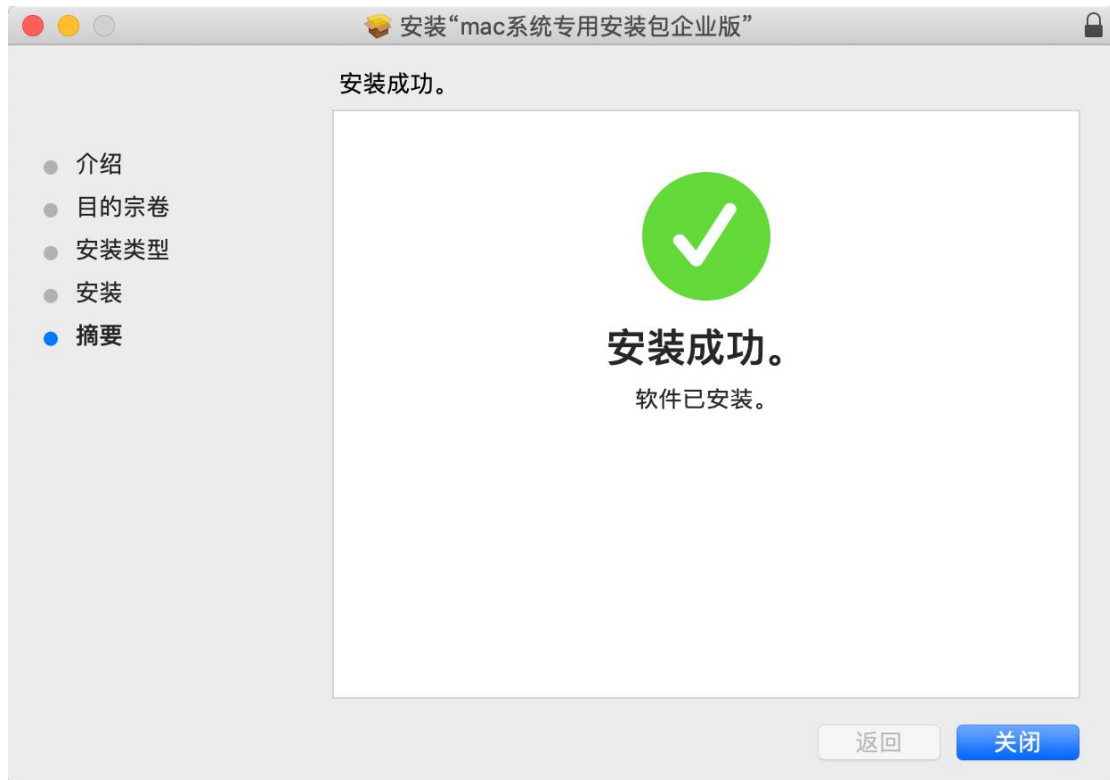 安装“mac系统专用安装包企业版”
安装成功。
介绍
目的宗卷
安装类型
安装
摘要
安装成功。
软件已安装。
返回
关闭